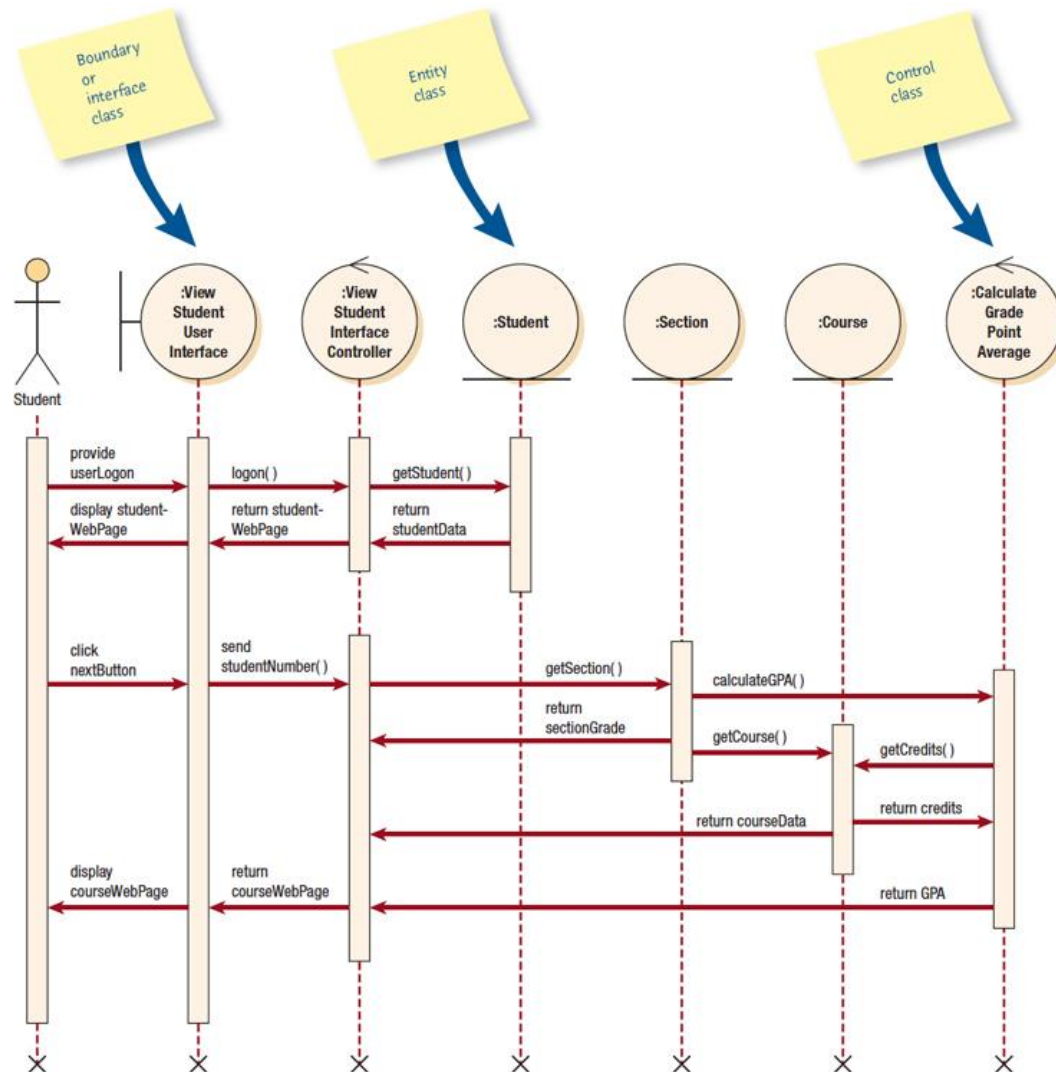 Boundary
or
interface
class
Entity
class
Control
class
:View
Student
User
Interface
:View
Student
Interface
Controller
:Student
:Section
:Course
:Calculate
Grade
Point
Average
Student
provide
userLogon
logon( )
getStudent( )
display student-
WebPage
return student-
WebPage
return
studentData
click
nextButton
send
studentNumber( )
getSection( )
calculateGPA( )
return
sectionGrade
getCourse( )
getCredits( )
return credits
return courseData
display
courseWebPage
return
courseWebPage
return GPA